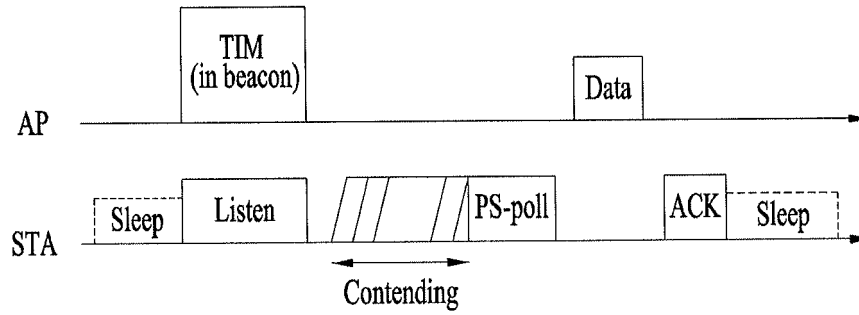 TIM
(in beacon)
Data
AP
Sleep
Listen
PS-poll
ACK
Sleep
STA
Contending